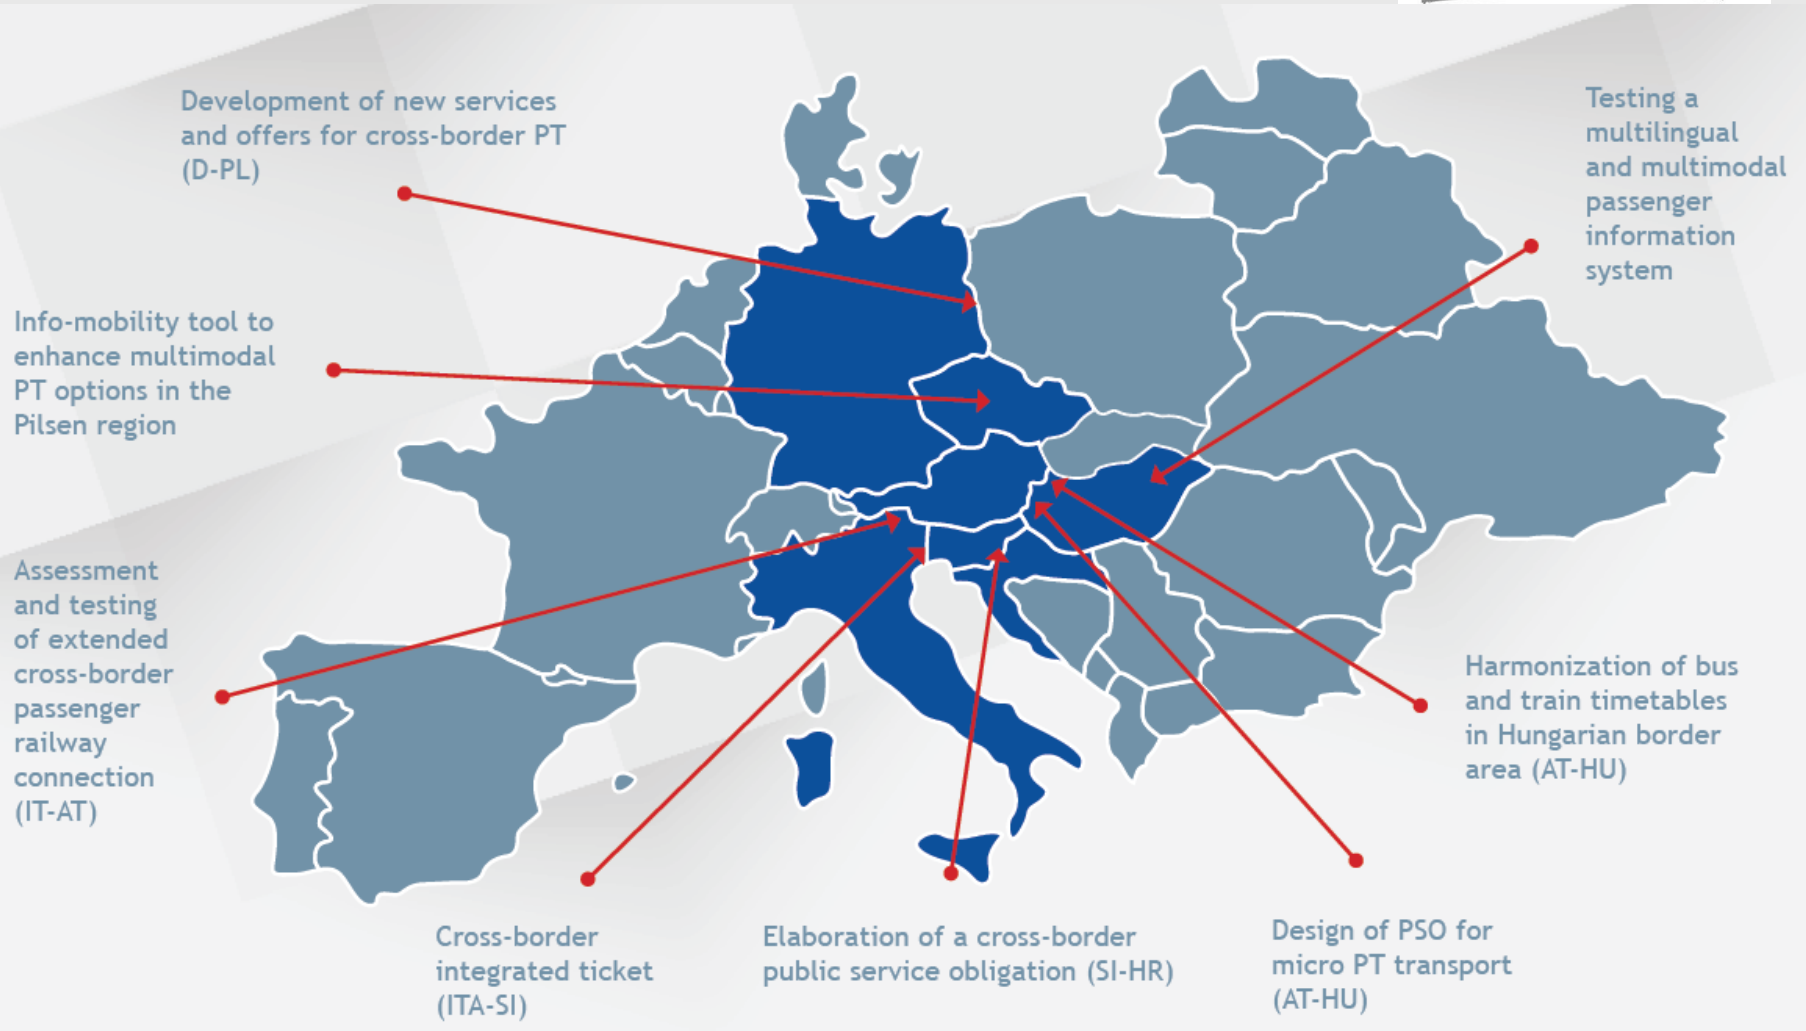 Development of new services
and offers for cross-border PT
(D-PL)
Testing a
multilingual
and multimodal
passenger
information
system
Info-mobility tool to
enhance multimodal
PT options in the
Pilsen region
Assessment
and testing
of extended
cross-border
passenger
railway
connection
(IT-AT)
Harmonization of bus
and train timetables
in Hungarian border
area (AT-HU)
Cross-border
integrated ticket
(ITA-SI)
Elaboration of a cross-border
public service obligation (SI-HR)
Design of PSO for
micro PT transport
(AT-HU)